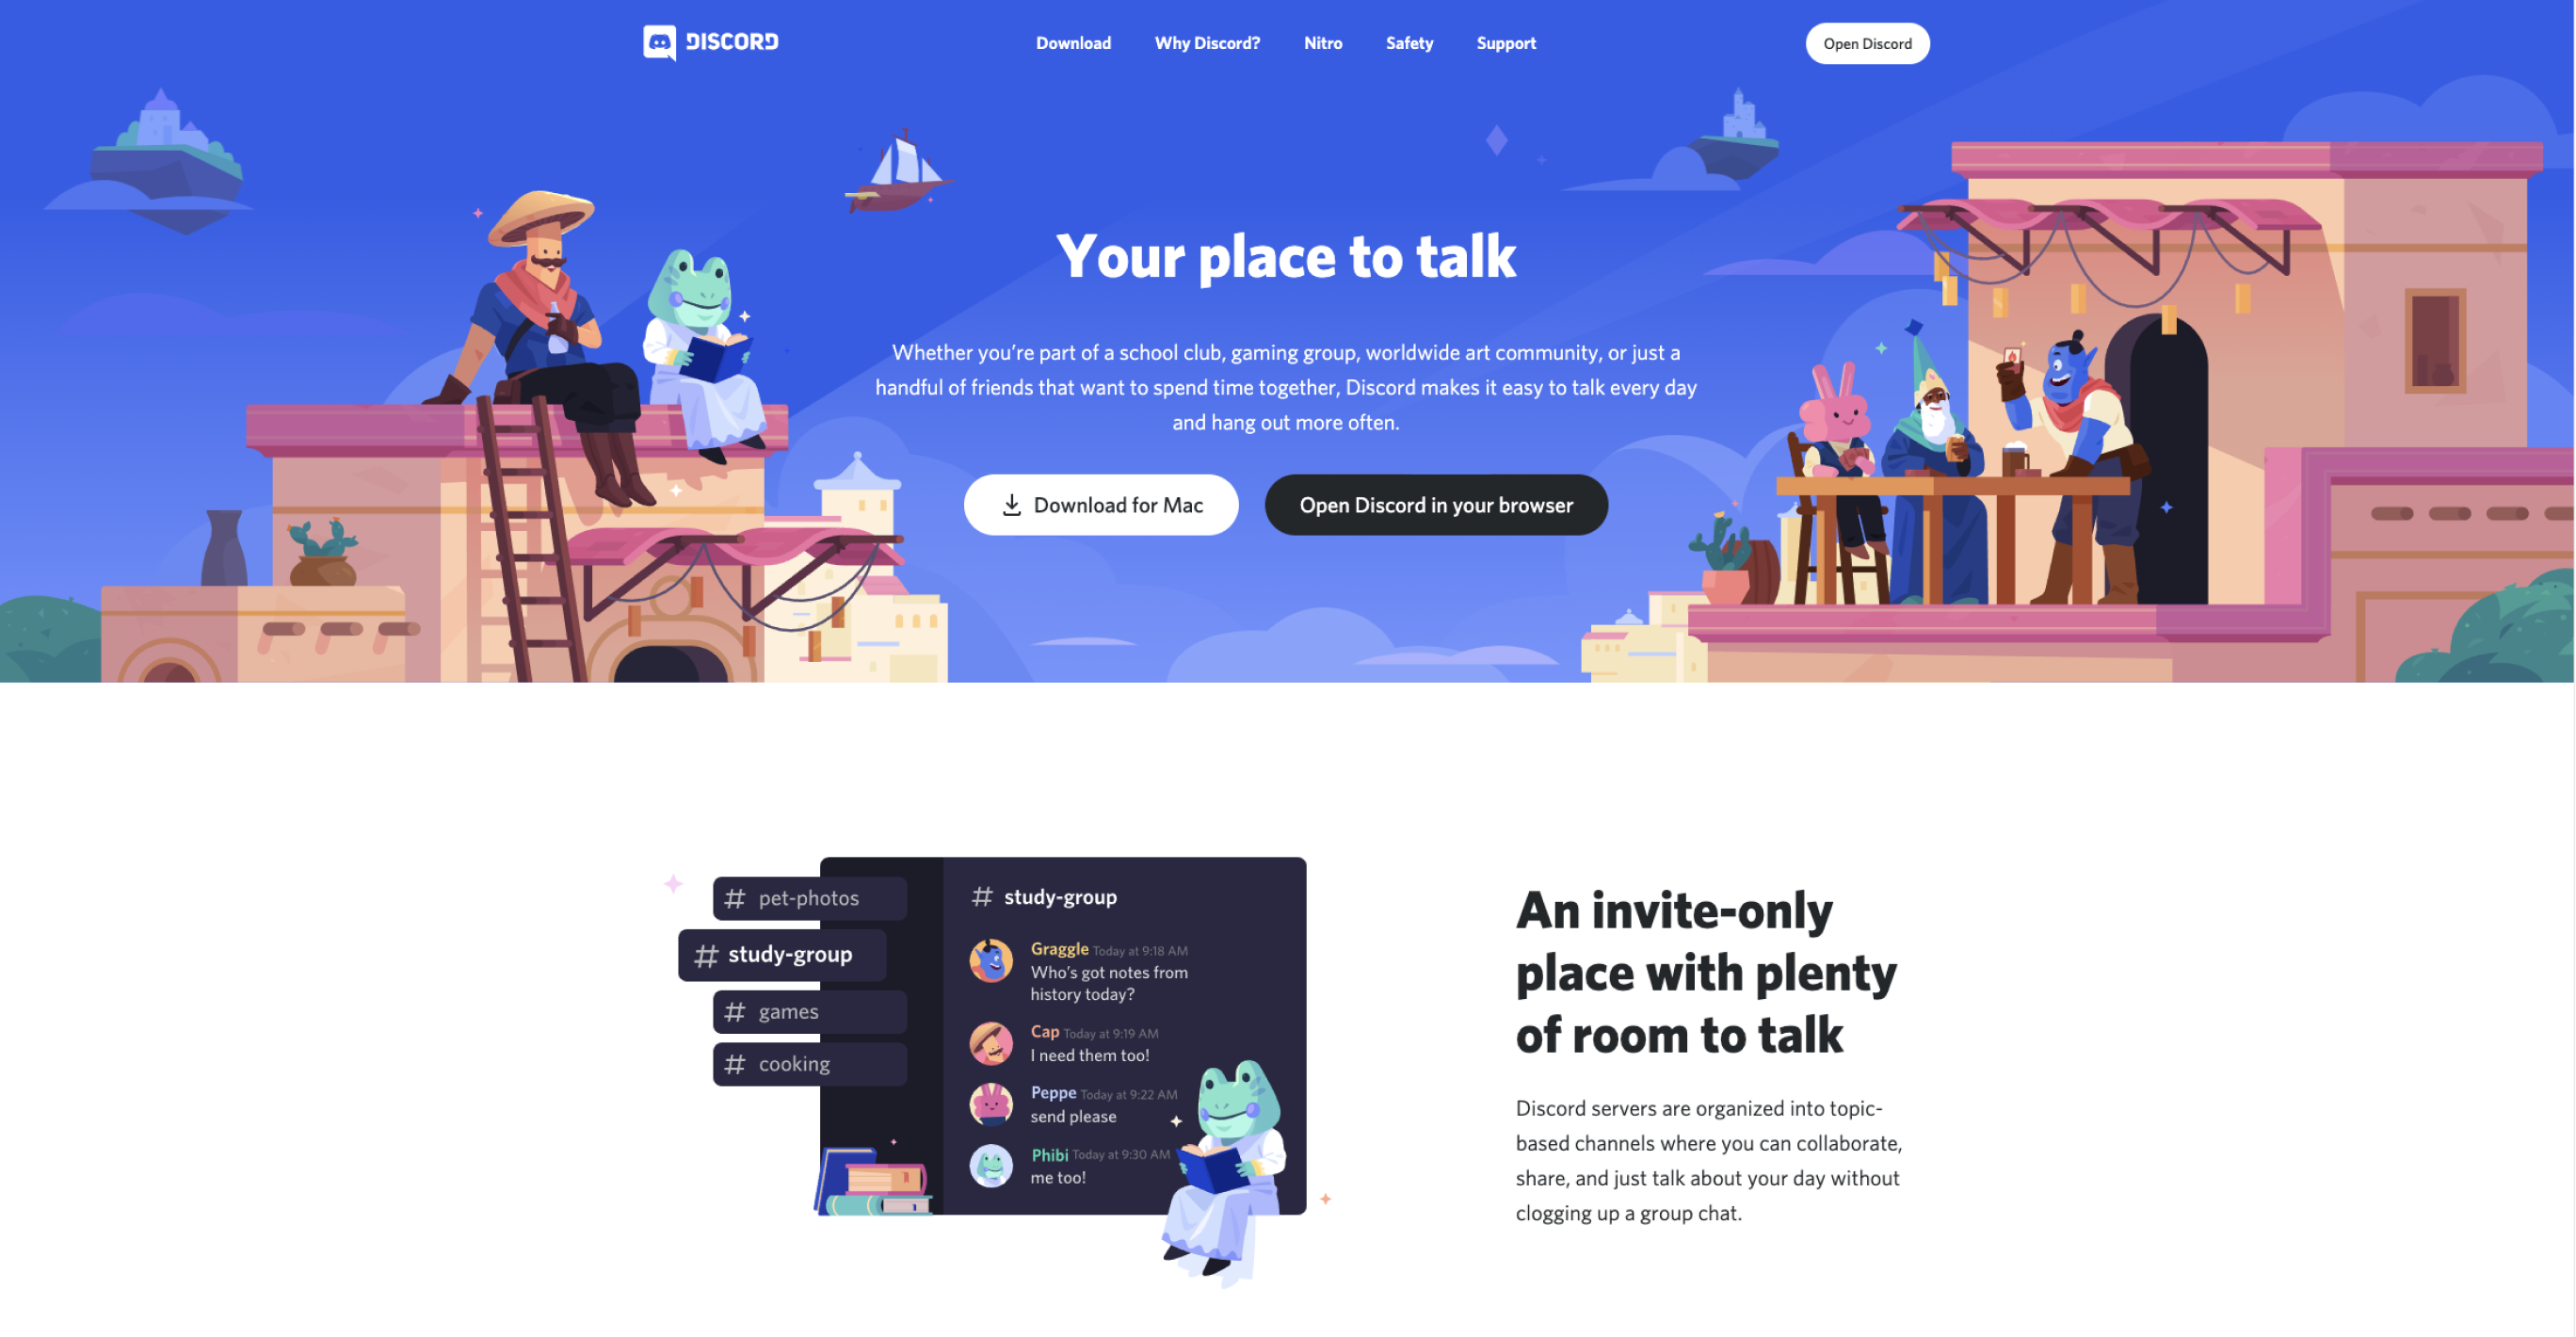 DISCORD
Download
Why Discord?
Nitro
Safety
Support
Open Discord
Your place to talk
Whether you’re part of a school club, gaming group, worldwide art community, or just a
handful of friends that want to spend time together, Discord makes it easy to talk every day
and hang out more often.
Download for Mac
Open Discord in your browser
# pet-photos
# study-group
# games
# cooking
# study-group
Graggle Today at 9:18 AM
Who’s got notes from
history today?
Cap Today at 9:19 AM
I need them too!
Peppe Today at 9:22 AM
send please
Phibi Today at 9:30 AM
me too!
An invite-only
place with plenty
of room to talk
Discord servers are organized into topic-
based channels where you can collaborate,
share, and just talk about your day without
clogging up a group chat.